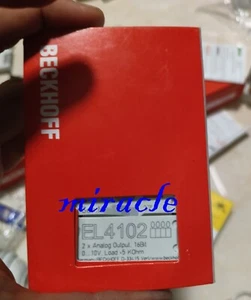 BECKHOFF
miracle
EL4102
2 x Analog Output, 16Bit
0...10V, Load >5 KOhm